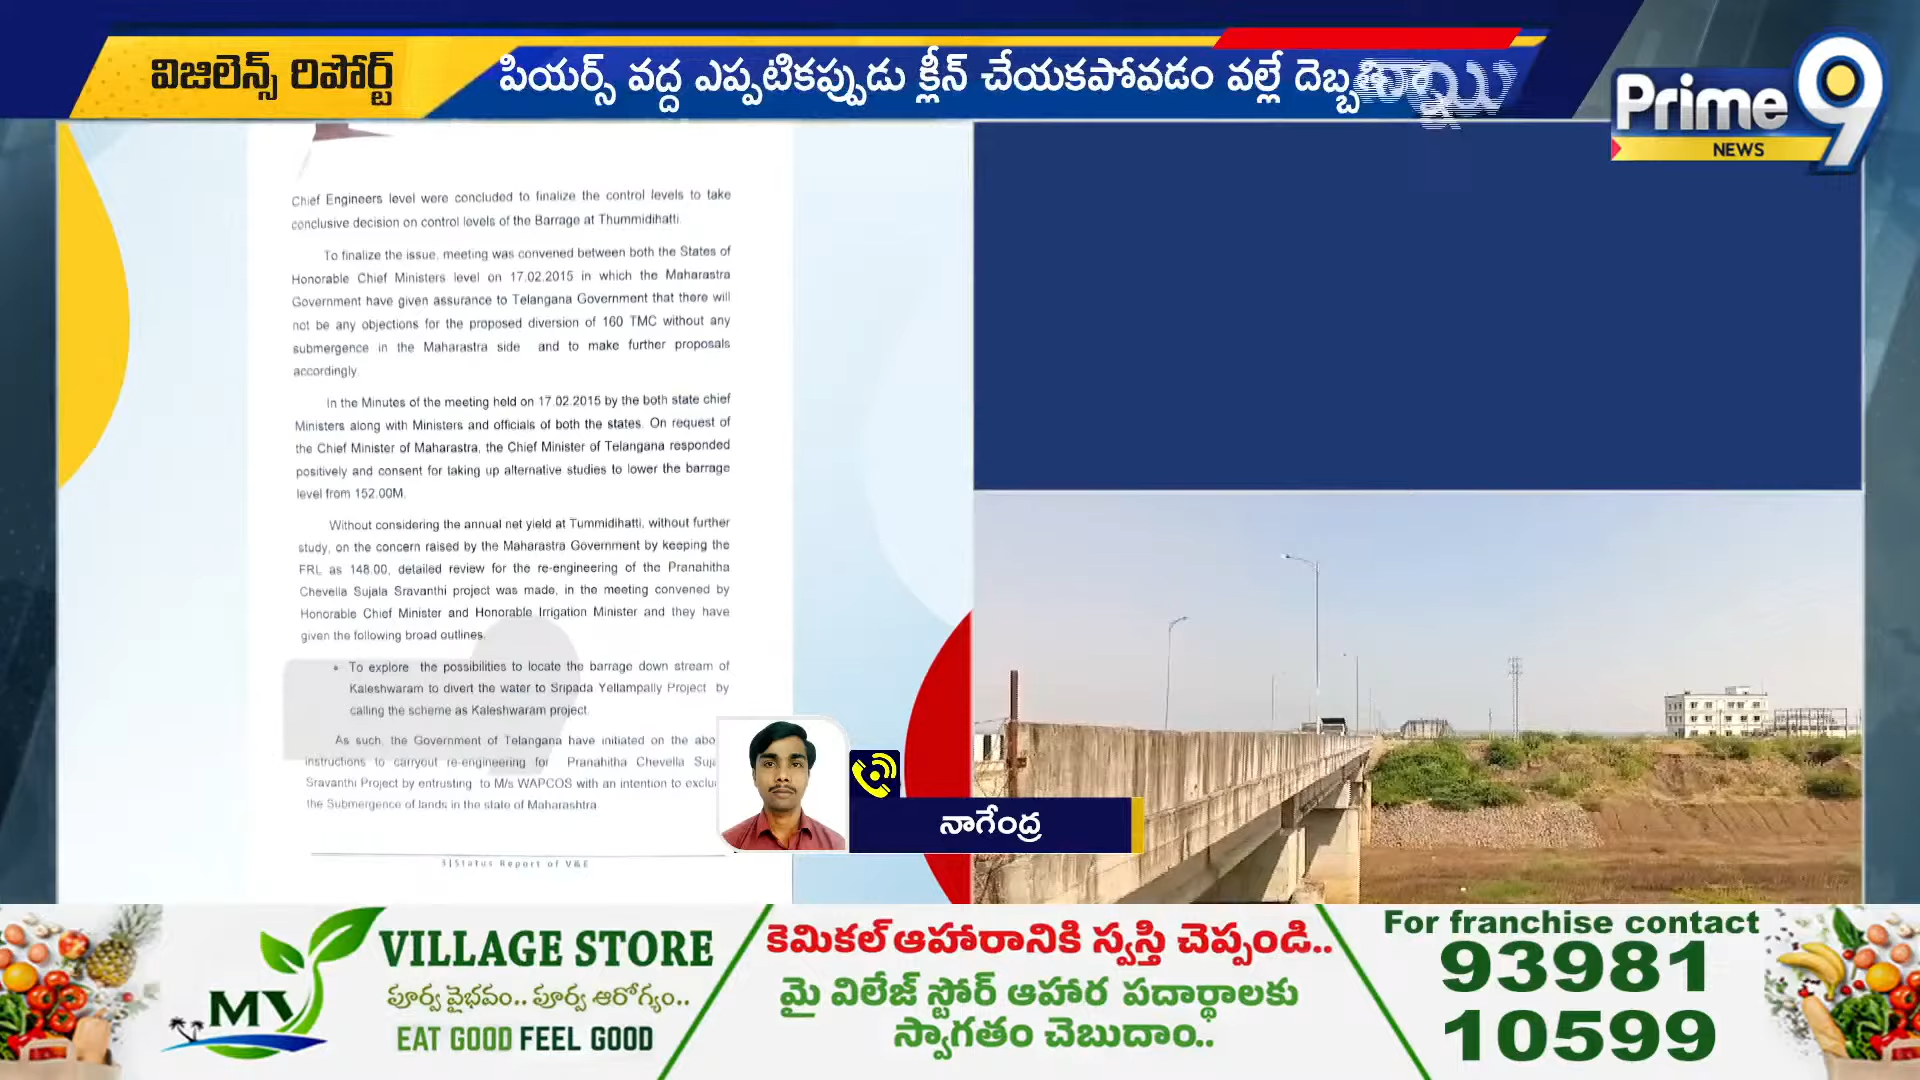 విజిలెన్స్ రిపోర్ట్
పియర్స్ వద్ద ఎప్పటికప్పుడు క్లీన్ చేయకపోవడం వల్లే
Prime9
NEWS
Chief Engineers level were concluded to finalize the control levels to take
conclusive decision on control levels of the Barrage at Thummidihatti.
To finalize the issue, meeting was convened between both the States of
Honorable Chief Ministers level on 17.02.2015 in which the Maharastra
Government have given assurance to Telangana Government that there will
not be any objections for the proposed diversion of 160 TMC without any
submergence in the Maharastra side and to make further proposals
accordingly.
In the Minutes of the meeting held on 17.02.2015 by the both state chief
Ministers along with Ministers and officials of both the states. On request of
the Chief Minister of Maharastra, the Chief Minister of Telangana responded
positively and consent for taking up alternative studies to lower the barrage
level from 152.00M.
Without considering the annual net yield at Tummidihatti, without further
study, on the concern raised by the Maharastra Government by keeping the
FRL as 148.00, detailed review for the re-engineering of the Pranahitha
Chevella Sujala Sravanthi project was made, in the meeting convened by
Honorable Chief Minister and Honorable Irrigation Minister and they have
given the following broad outlines.
• To explore the possibilities to locate the barrage down stream of
Kaleshwaram to divert the water to Sripada Yellampally Project by
calling the scheme as Kaleshwaram project.
As such, the Government of Telangana have initiated on the abo
instructions to carryout re-engineering for Pranahitha Chevella Suja
Sravanthi Project by entrusting to M/s WAPCOS with an intention to exclu
the Submergence of lands in the state of Maharashtra
3|Status Report of V&E
నాగేంద్ర
MV
VILLAGE STORE
పూర్వ వైభవం.. పూర్వ ఆరోగ్యం..
EAT GOOD FEEL GOOD
కెమికల్ ఆహారానికి స్వస్తి చెప్పండి..
మై విలేజ్ స్టోర్ ఆహార పదార్థాలకు
స్వాగతం చెబుదాం..
For franchise contact
93981
10599